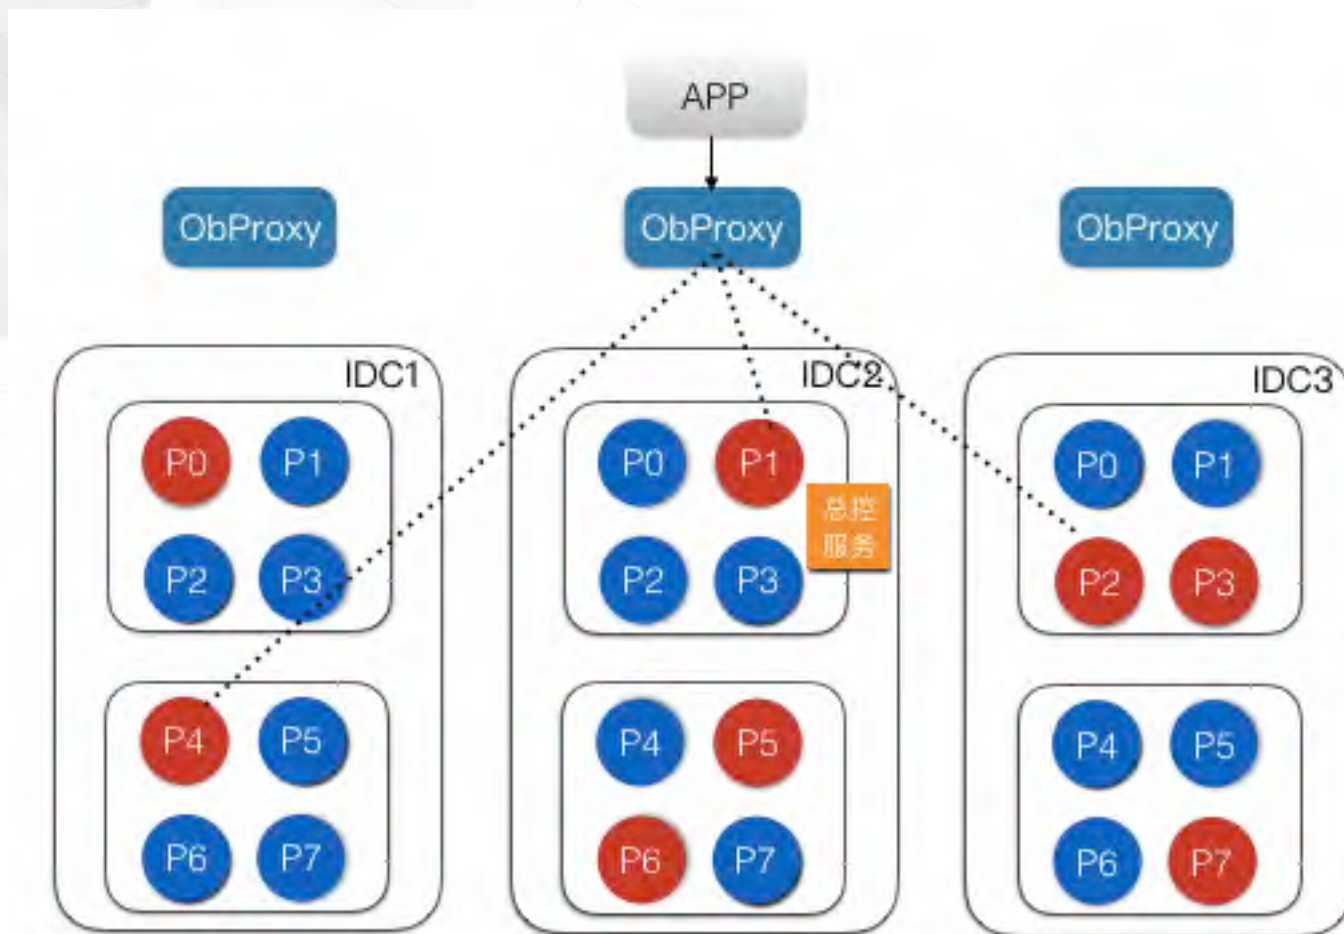 APP
ObProxy
ObProxy
ObProxy
IDC1
P0
P1
P2
P3
P4
P5
P6
P7
IDC2
P0
P1
总控
服务
P2
P3
P4
P5
P6
P7
IDC3
P0
P1
P2
P3
P4
P5
P6
P7